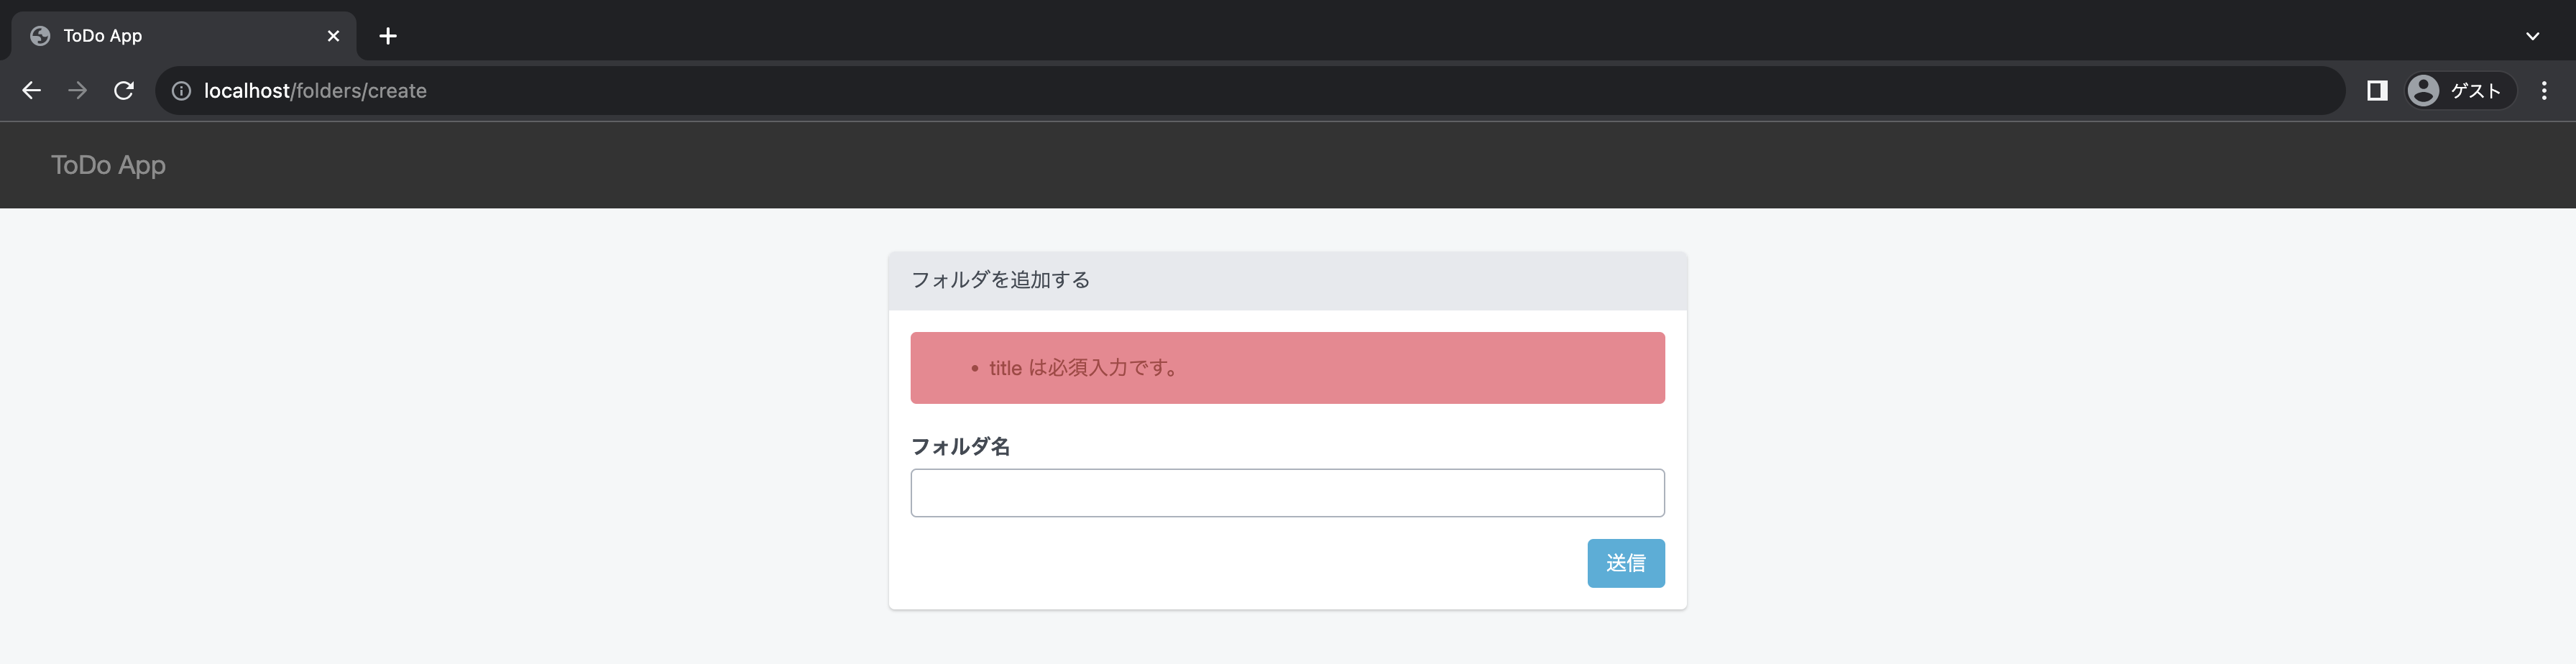 ToDo App
localhost/folders/create
ゲスト
ToDo App
フォルダを追加する
• title は必須入力です。
フォルダ名
送信